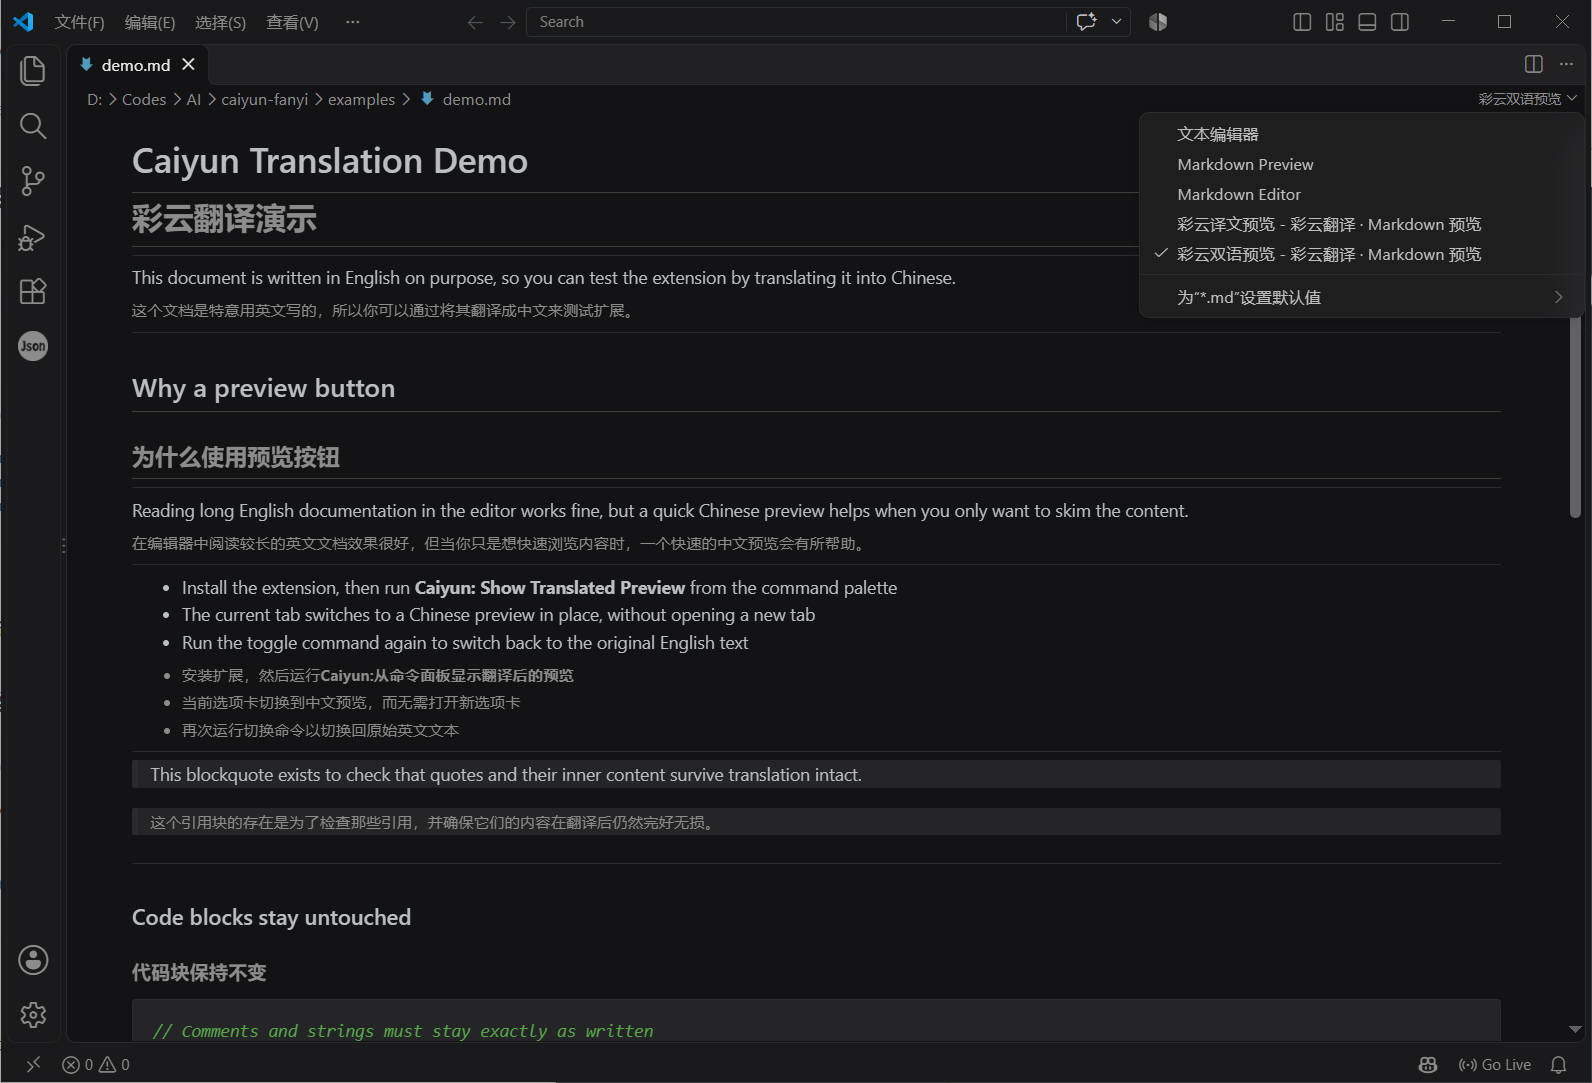 文件(F) 编辑(E) 选择(S) 查看(V) ··· Search
demo.md
D: > Codes > AI > caiyun-fanyi > examples > demo.md 彩云双语预览
文本编辑器
Markdown Preview
Markdown Editor
彩云译文预览 - 彩云翻译 · Markdown 预览
彩云双语预览 - 彩云翻译 · Markdown 预览
为"*.md"设置默认值
Json
Caiyun Translation Demo
彩云翻译演示
This document is written in English on purpose, so you can test the extension by translating it into Chinese.
这个文档是特意用英文写的，所以你可以通过将其翻译成中文来测试扩展。
Why a preview button
为什么使用预览按钮
Reading long English documentation in the editor works fine, but a quick Chinese preview helps when you only want to skim the content.
在编辑器中阅读较长的英文文档效果很好，但当你只是想快速浏览内容时，一个快速的中文预览会有所帮助。
• Install the extension, then run Caiyun: Show Translated Preview from the command palette
• The current tab switches to a Chinese preview in place, without opening a new tab
• Run the toggle command again to switch back to the original English text
• 安装扩展，然后运行Caiyun:从命令面板显示翻译后的预览
• 当前选项卡切换到中文预览，而无需打开新选项卡
• 再次运行切换命令以切换回原始英文文本
This blockquote exists to check that quotes and their inner content survive translation intact.
这个引用块的存在是为了检查那些引用，并确保它们的内容在翻译后仍然完好无损。
Code blocks stay untouched
代码块保持不变
// Comments and strings must stay exactly as written
0 0 Go Live